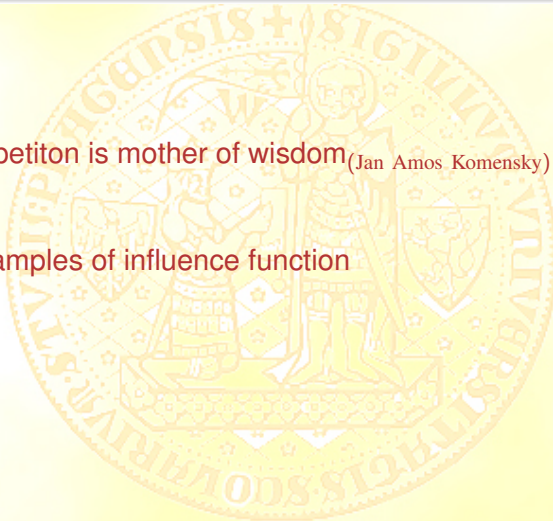 petiton is mother of wisdom(Jan Amos Komensky)
amples of influence function